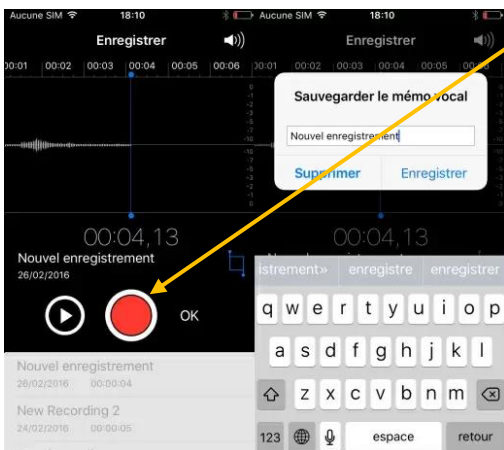 Aucune SIM 18:10
Enregistrer
00:01 00:02 00:03 00:04 00:05 00:06
00:04,13
Nouvel enregistrement
26/02/2016
OK
Nouvel enregistrement
26/02/2016 00:00:04
New Recording 2
24/02/2016 00:00:05
Aucune SIM 18:10
Enregistrer
00:01 00:02 00:03 00:04 00:05
Sauvegarder le mémo vocal
Nouvel enregistrement
Supprimer Enregistrer
00:04,13
istrement» enregistre enregistrer
q w e r t y u i o p
a s d f g h j k l
z x c v b n m
123 espace retour